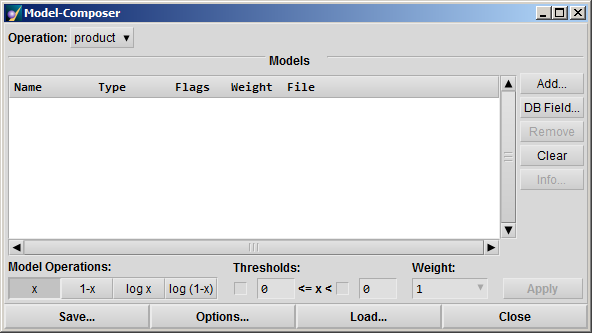 Model-Composer
Operation: product
Models
Name Type Flags Weight File
Add...
DB Field...
Remove
Clear
Info...
Model Operations: Thresholds: Weight:
x 1-x log x log (1-x) 0 <= x < 0 1 Apply
Save... Options... Load... Close